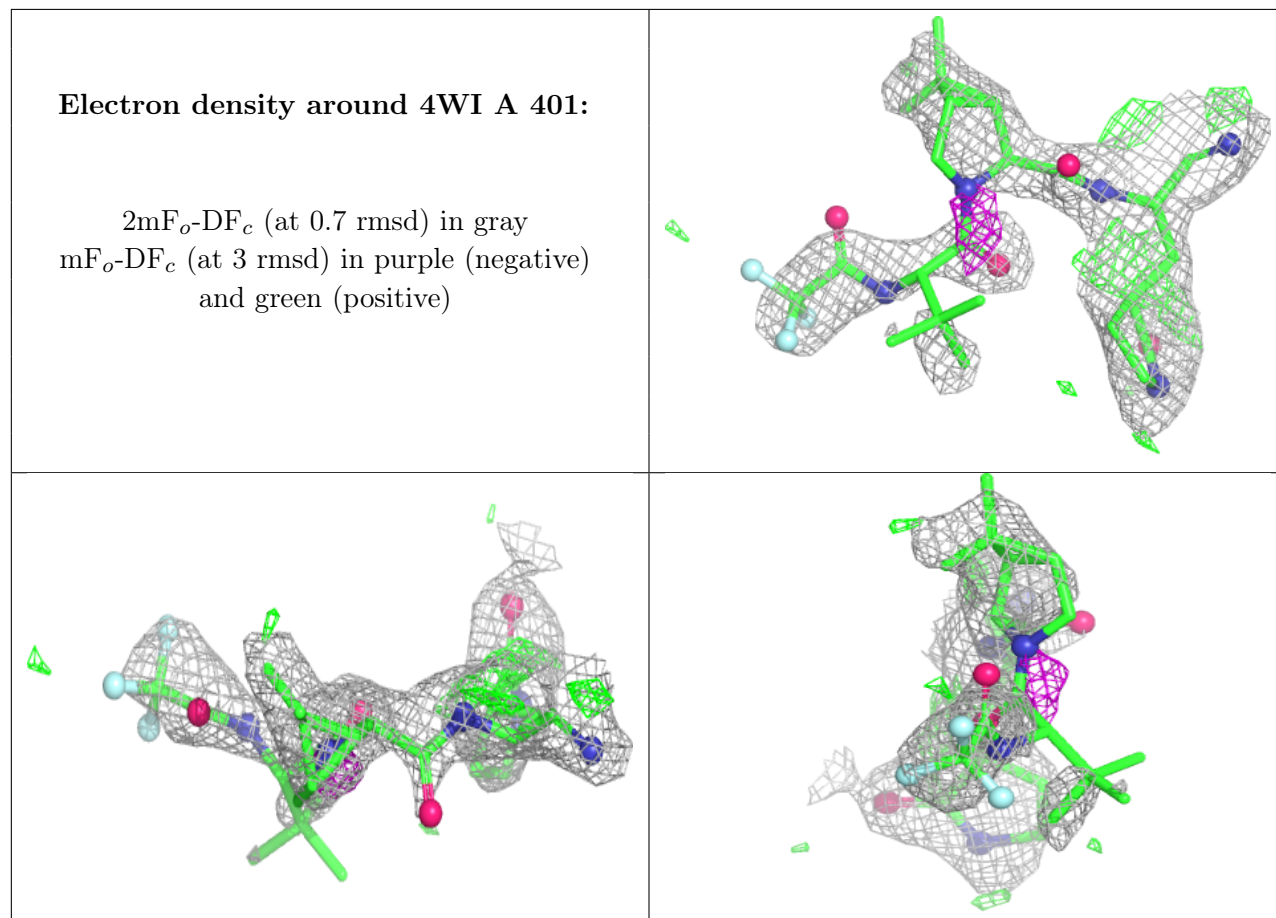 Electron density around 4WI A 401:
2mFo-DFc (at 0.7 rmsd) in gray
mFo-DFc (at 3 rmsd) in purple (negative)
and green (positive)